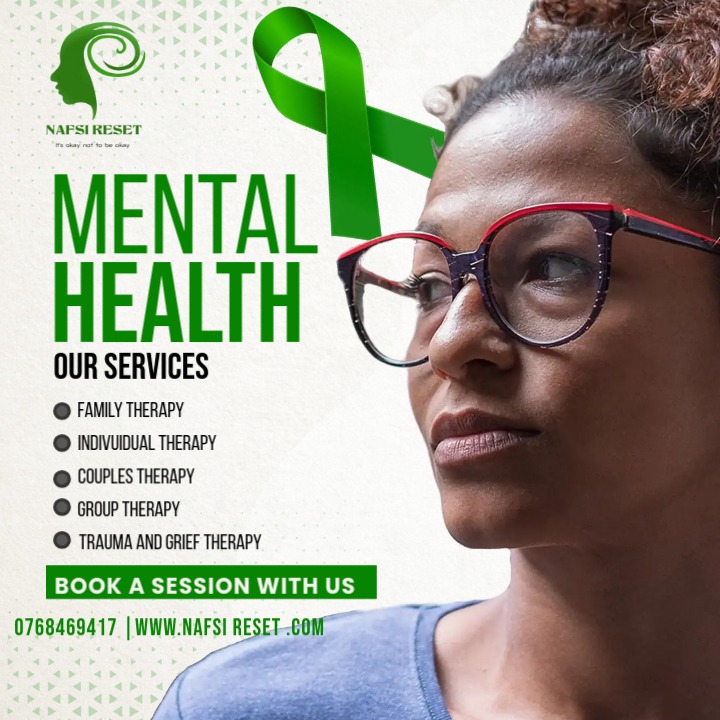 NAFSI RESET
It's okay not to be okay
MENTAL
HEALTH
OUR SERVICES
FAMILY THERAPY
INDIVUIDUAL THERAPY
COUPLES THERAPY
GROUP THERAPY
TRAUMA AND GRIEF THERAPY
BOOK A SESSION WITH US
0768469417 | WWW.NAFSI RESET .COM